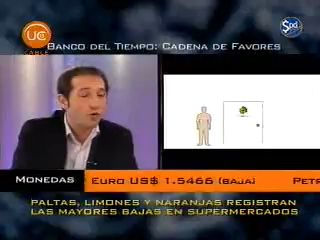 UC
CABLE
BANCO DEL TIEMPO: CADENA DE FAVORES
MONEDAS
EURO US$ 1.5466 (BAJA)
PETR
PALTAS, LIMONES Y NARANJAS REGISTRAN
LAS MAYORES BAJAS EN SUPERMERCADOS